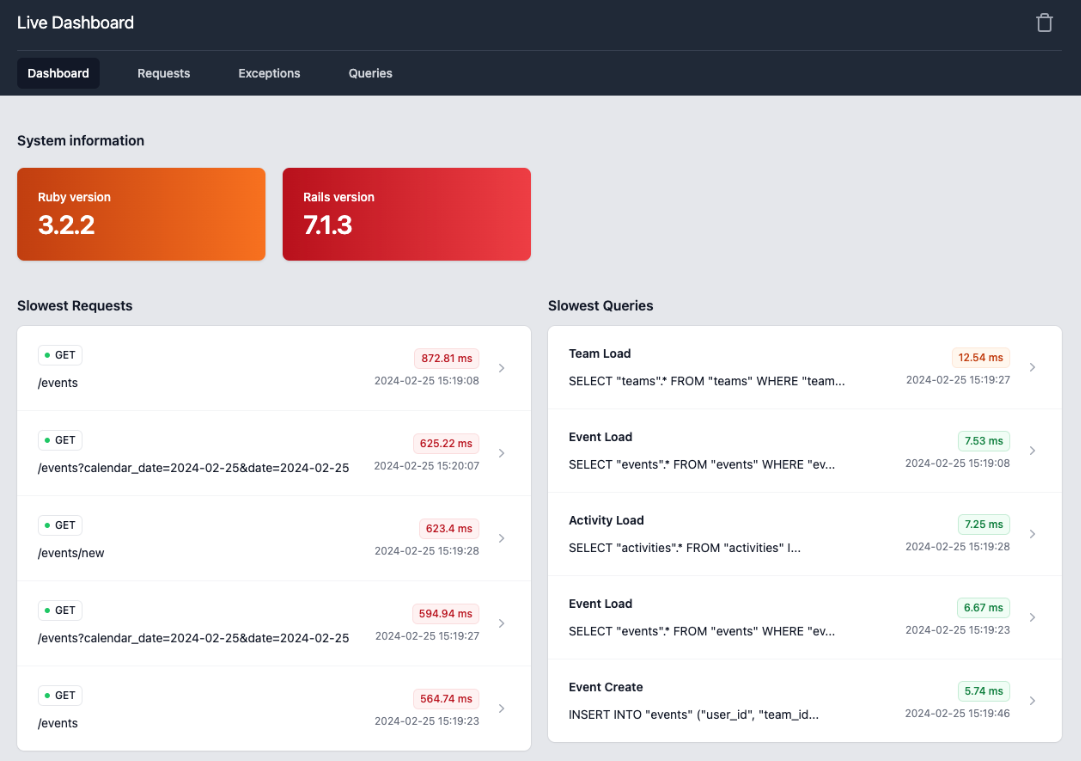 Live Dashboard
Dashboard Requests Exceptions Queries
System information
Ruby version
3.2.2
Rails version
7.1.3
Slowest Requests
GET
872.81 ms
/events
2024-02-25 15:19:08
GET
625.22 ms
/events?calendar_date=2024-02-25&date=2024-02-25
2024-02-25 15:20:07
GET
623.4 ms
/events/new
2024-02-25 15:19:28
GET
594.94 ms
/events?calendar_date=2024-02-25&date=2024-02-25
2024-02-25 15:19:27
GET
564.74 ms
/events
2024-02-25 15:19:23
Slowest Queries
Team Load
12.54 ms
SELECT "teams".* FROM "teams" WHERE "team...
2024-02-25 15:19:27
Event Load
7.53 ms
SELECT "events".* FROM "events" WHERE "ev...
2024-02-25 15:19:08
Activity Load
7.25 ms
SELECT "activities".* FROM "activities" I...
2024-02-25 15:19:28
Event Load
6.67 ms
SELECT "events".* FROM "events" WHERE "ev...
2024-02-25 15:19:23
Event Create
5.74 ms
INSERT INTO "events" ("user_id", "team_id...
2024-02-25 15:19:46